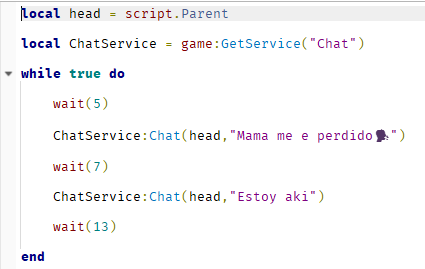 local head = script.Parent
local ChatService = game:GetService("Chat")
while true do
wait(5)
ChatService:Chat(head,"Mama me e perdido🗣")
wait(7)
ChatService:Chat(head,"Estoy aki")
wait(13)
end